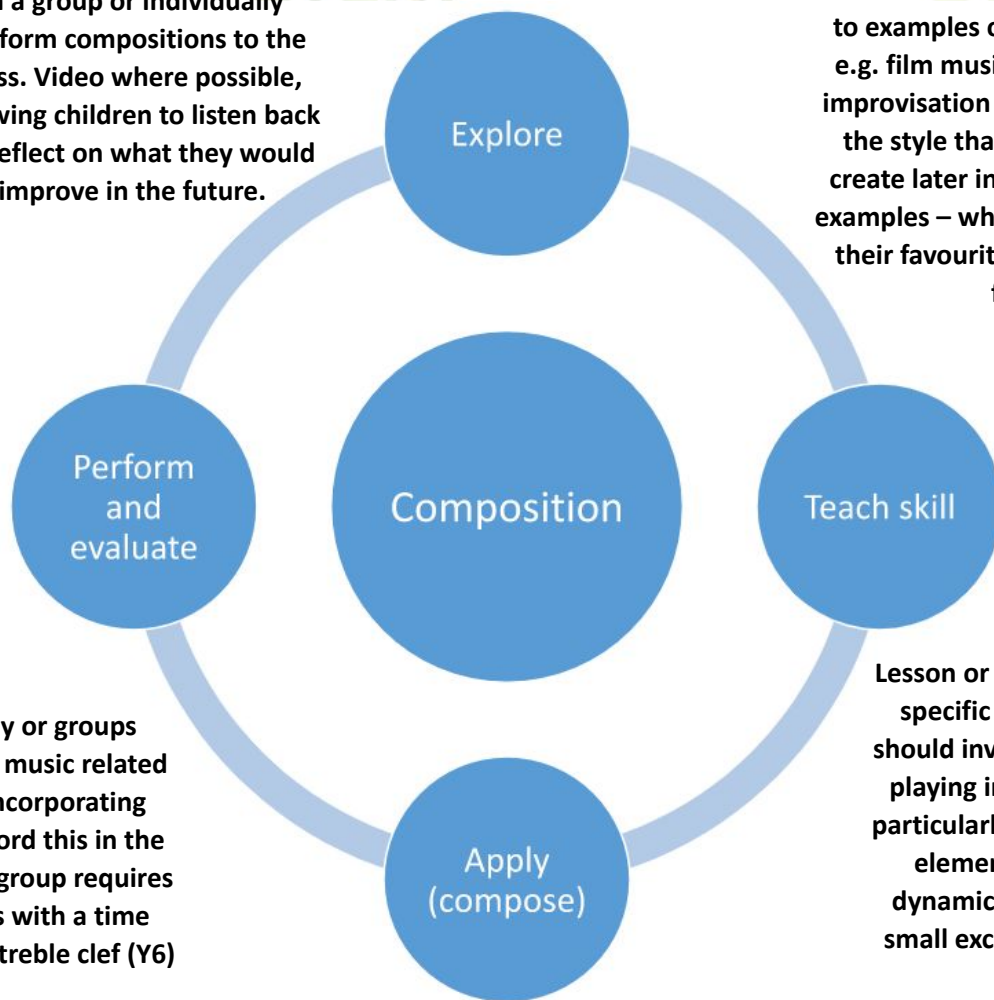 a group or individually
form compositions to the
ss. Video where possible,
wing children to listen back
eflect on what they would
improve in the future.
to examples
e.g. film musi
improvisation
the style tha
create later in
examples – wh
their favourit
Explore
Perform
and
evaluate
Composition
Teach skill
Apply
(compose)
y or groups
music related
ncorporating
ord this in the
group requires
s with a time
treble clef (Y6)
Lesson or
specific
should inv
playing in
particularl
elemen
dynamic
small exc